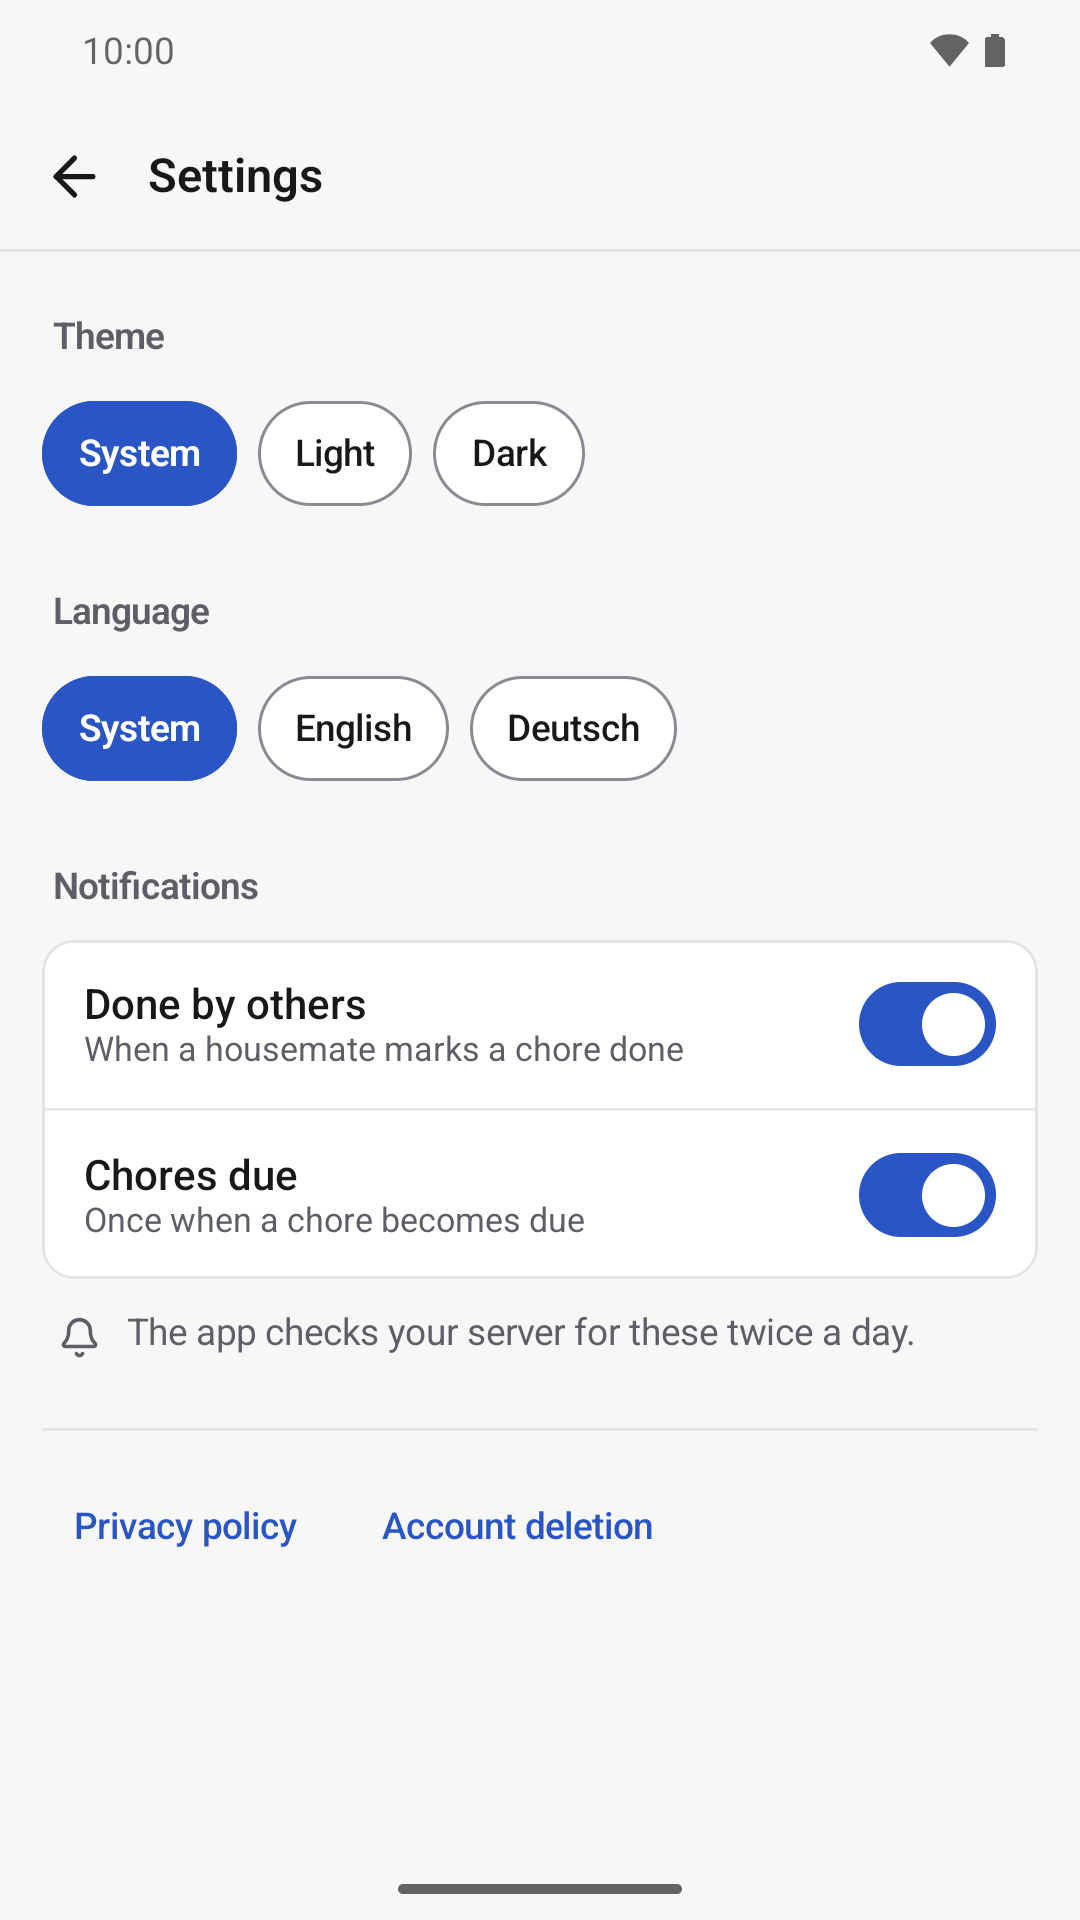 10:00
Settings
Theme
System
Light
Dark
Language
System
English
Deutsch
Notifications
Done by others
When a housemate marks a chore done
Chores due
Once when a chore becomes due
The app checks your server for these twice a day.
Privacy policy
Account deletion